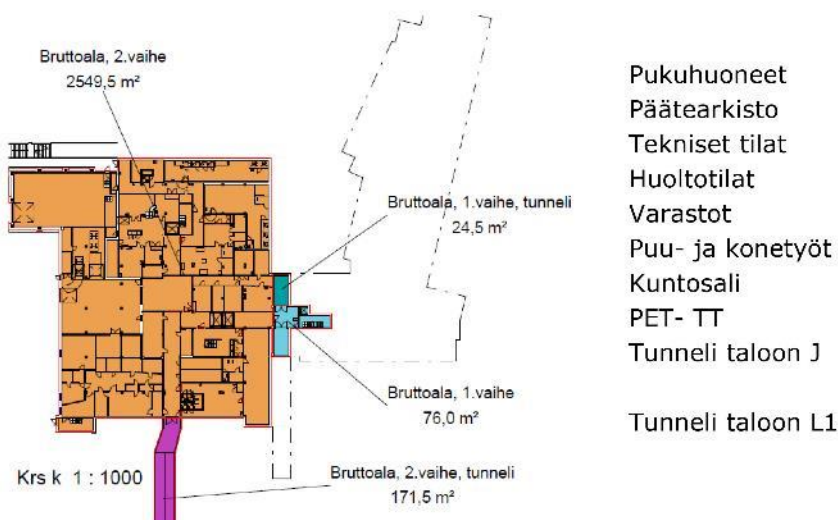 Bruttoala, 2.vaihe
2549,5 m²
Bruttoala, 1.vaihe, tunneli
24,5 m²
Bruttoala, 1.vaihe
76,0 m²
Krs k 1 : 1000
Bruttoala, 2.vaihe, tunneli
171,5 m²
Pukuhuoneet
Päätearkisto
Tekniset tilat
Huoltotilat
Varastot
Puu- ja konetyöt
Kuntosali
PET- TT
Tunneli taloon J
Tunneli taloon L1